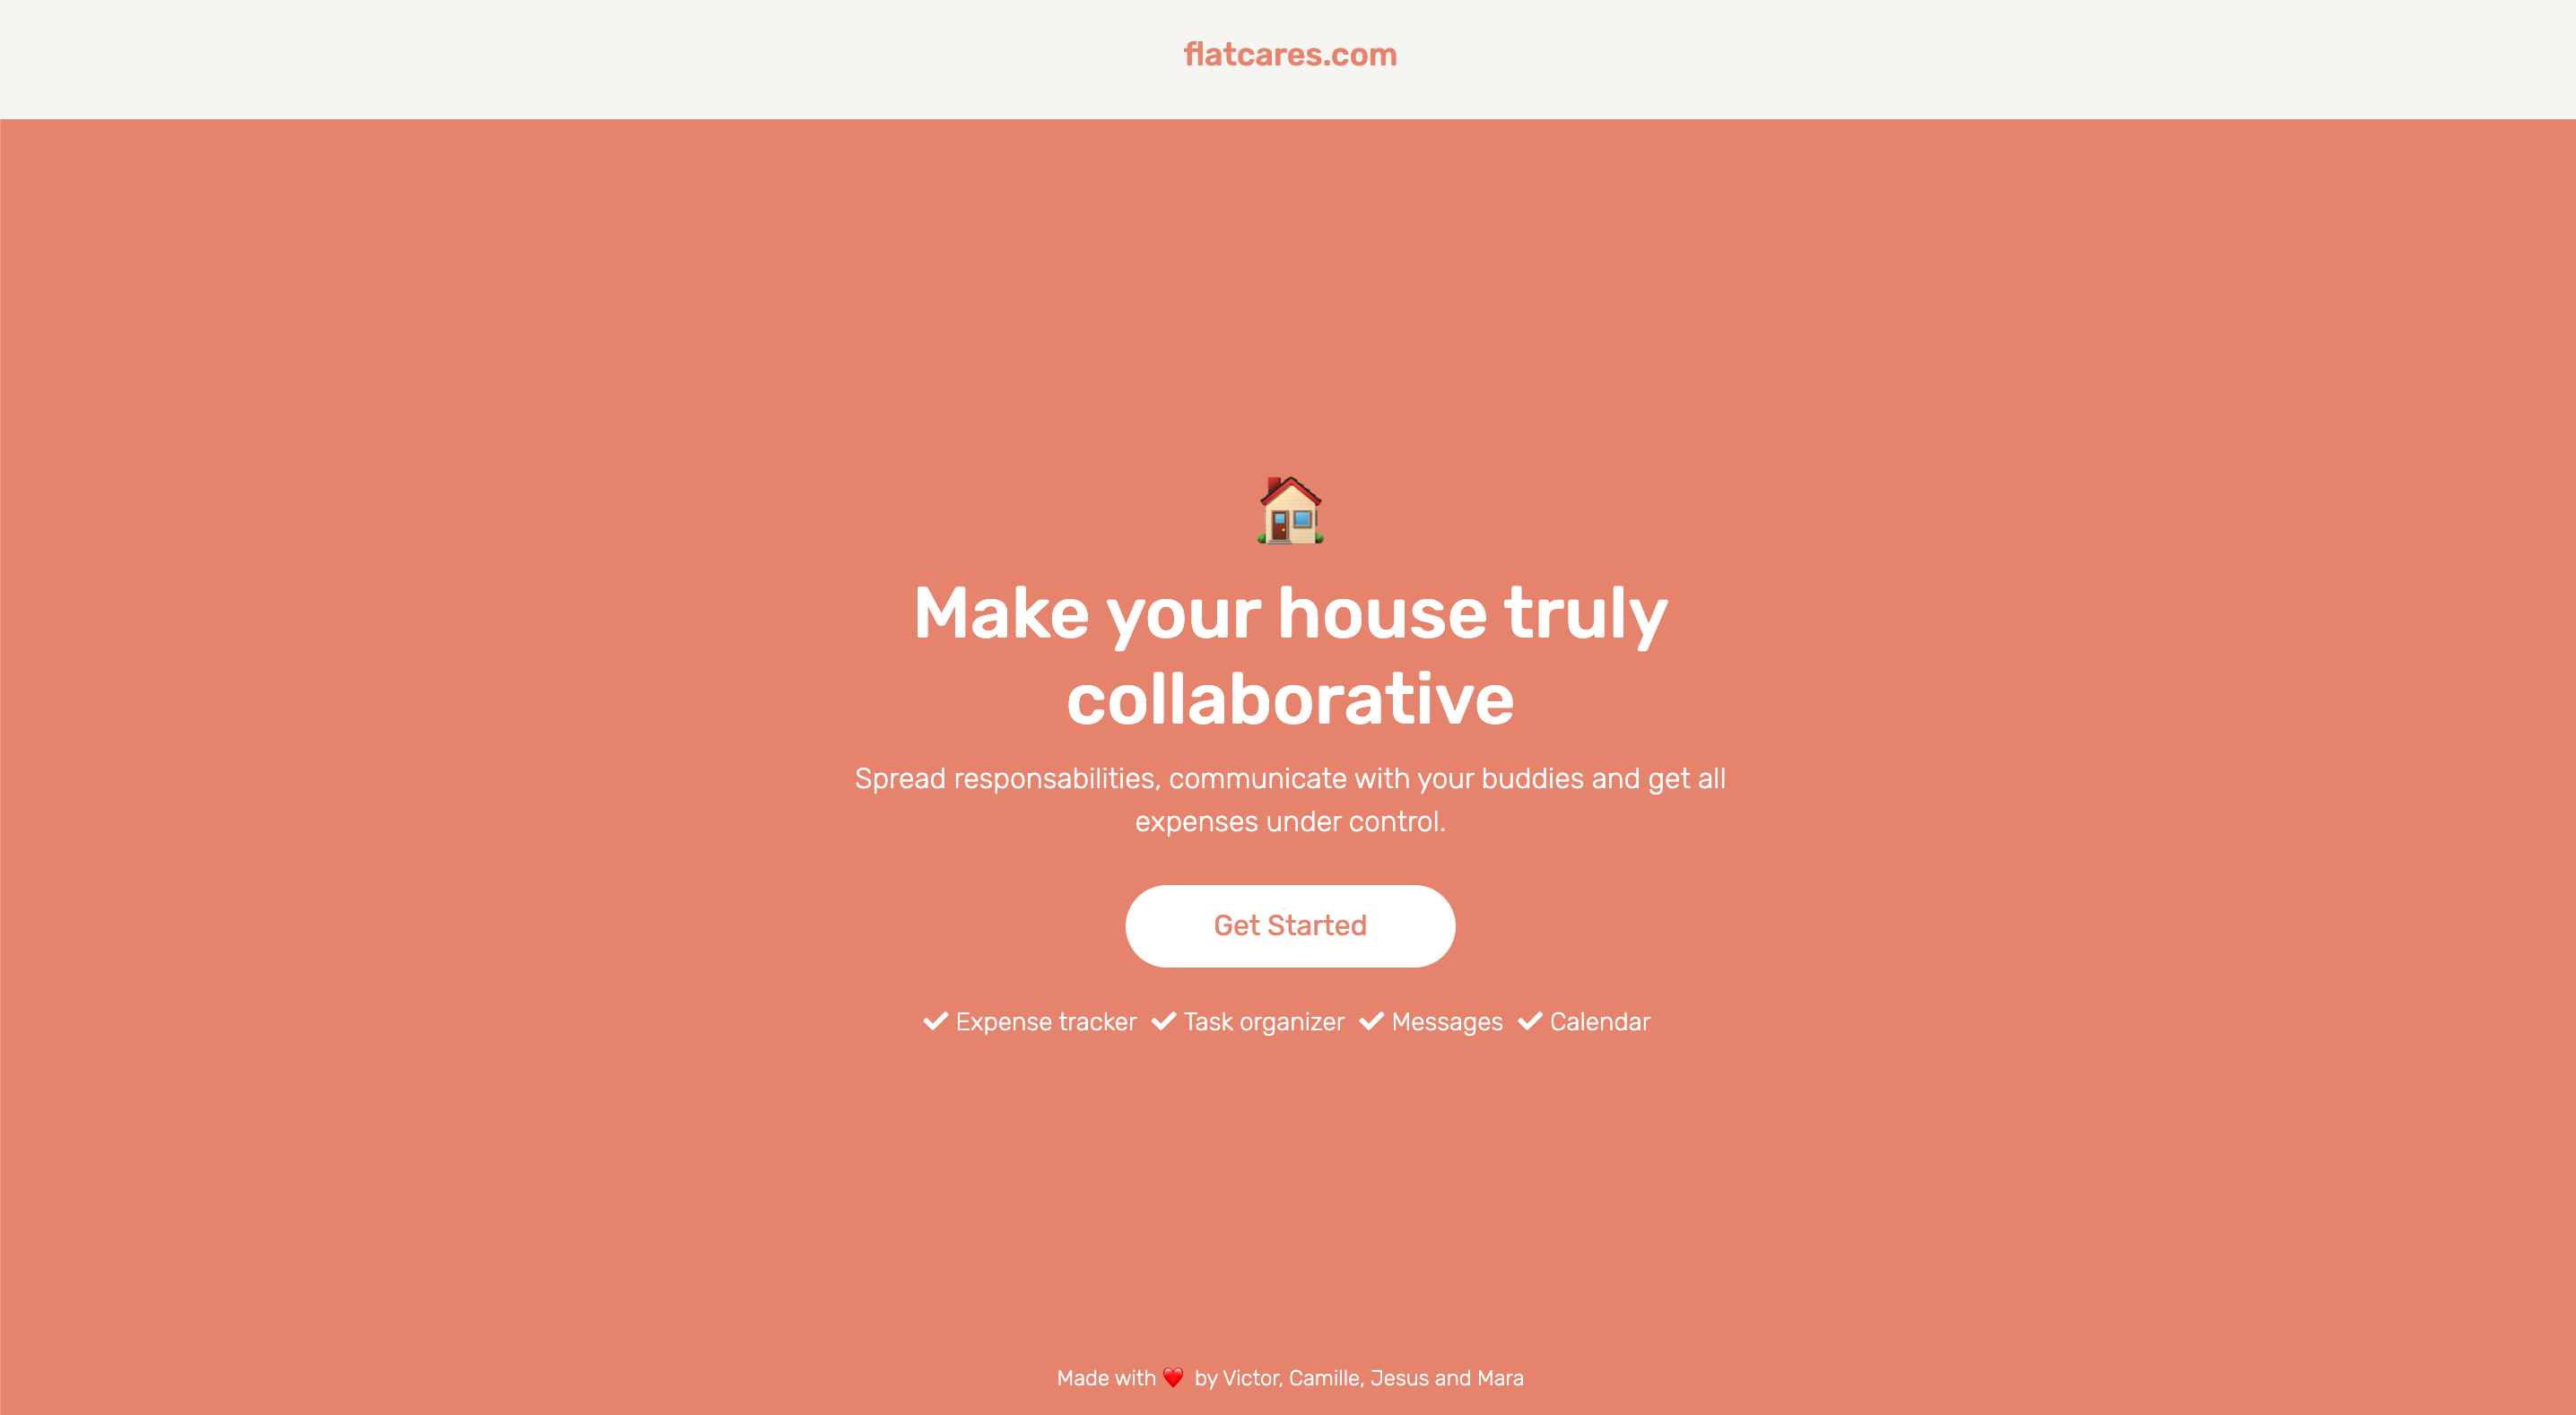 flatcares.com
Make your house truly
collaborative
Spread responsabilities, communicate with your buddies and get all
expenses under control.
Get Started
Expense tracker Task organizer Messages Calendar
Made with ❤️ by Victor, Camille, Jesus and Mara